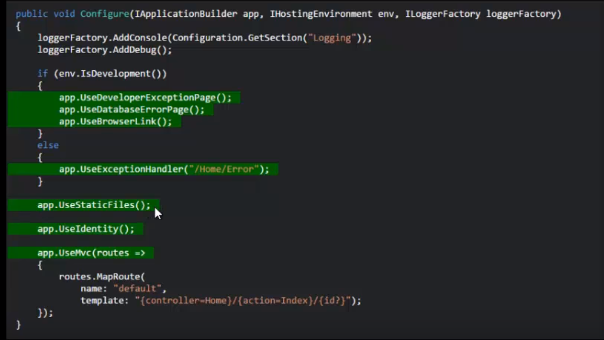 public void Configure(IApplicationBuilder app, IHostingEnvironment env, ILoggerFactory loggerFactory)
{
loggerFactory.AddConsole(Configuration.GetSection("Logging"));
loggerFactory.AddDebug();
if (env.IsDevelopment())
{
app.UseDeveloperExceptionPage();
app.UseDatabaseErrorPage();
app.UseBrowserLink();
}
else
{
app.UseExceptionHandler("/Home/Error");
}
app.UseStaticFiles();
app.UseIdentity();
app.UseMvc(routes =>
{
routes.MapRoute(
name: "default",
template: "{controller=Home}/{action=Index}/{id?}");
});
}